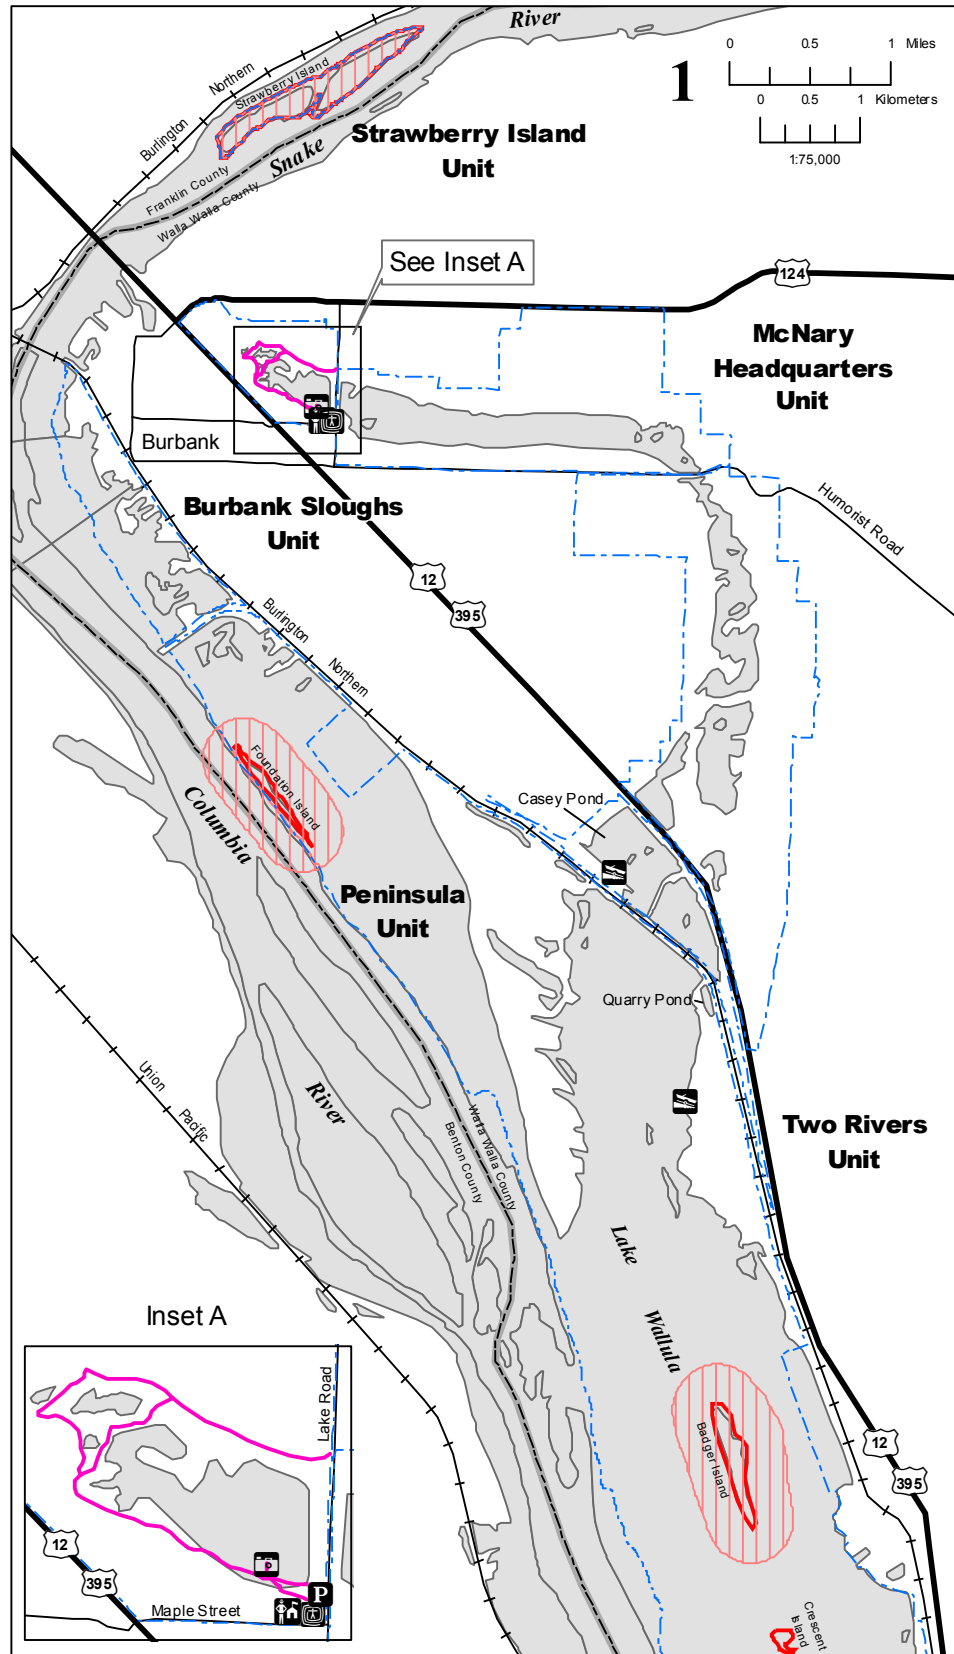 River
1
0 0.5 1 Miles
0 0.5 1 Kilometers
1:75,000
Northern
Strawberry Island
Burlington
Strawberry Island
Unit
Snake
Franklin County
Walla Walla County
See Inset A
124
McNary
Headquarters
Unit
Burbank
Humorist Road
Burbank Sloughs
Unit
12
395
Burlington
Northern
Foundation Island
Columbia
Casey Pond
Peninsula
Unit
Quarry Pond
Union
Pacific
River
Walla Walla County
Benton County
Two Rivers
Unit
Lake
Wallula
Inset A
Lake Road
Badger Island
12
395
12
395
P
Maple Street
Crescent
Island